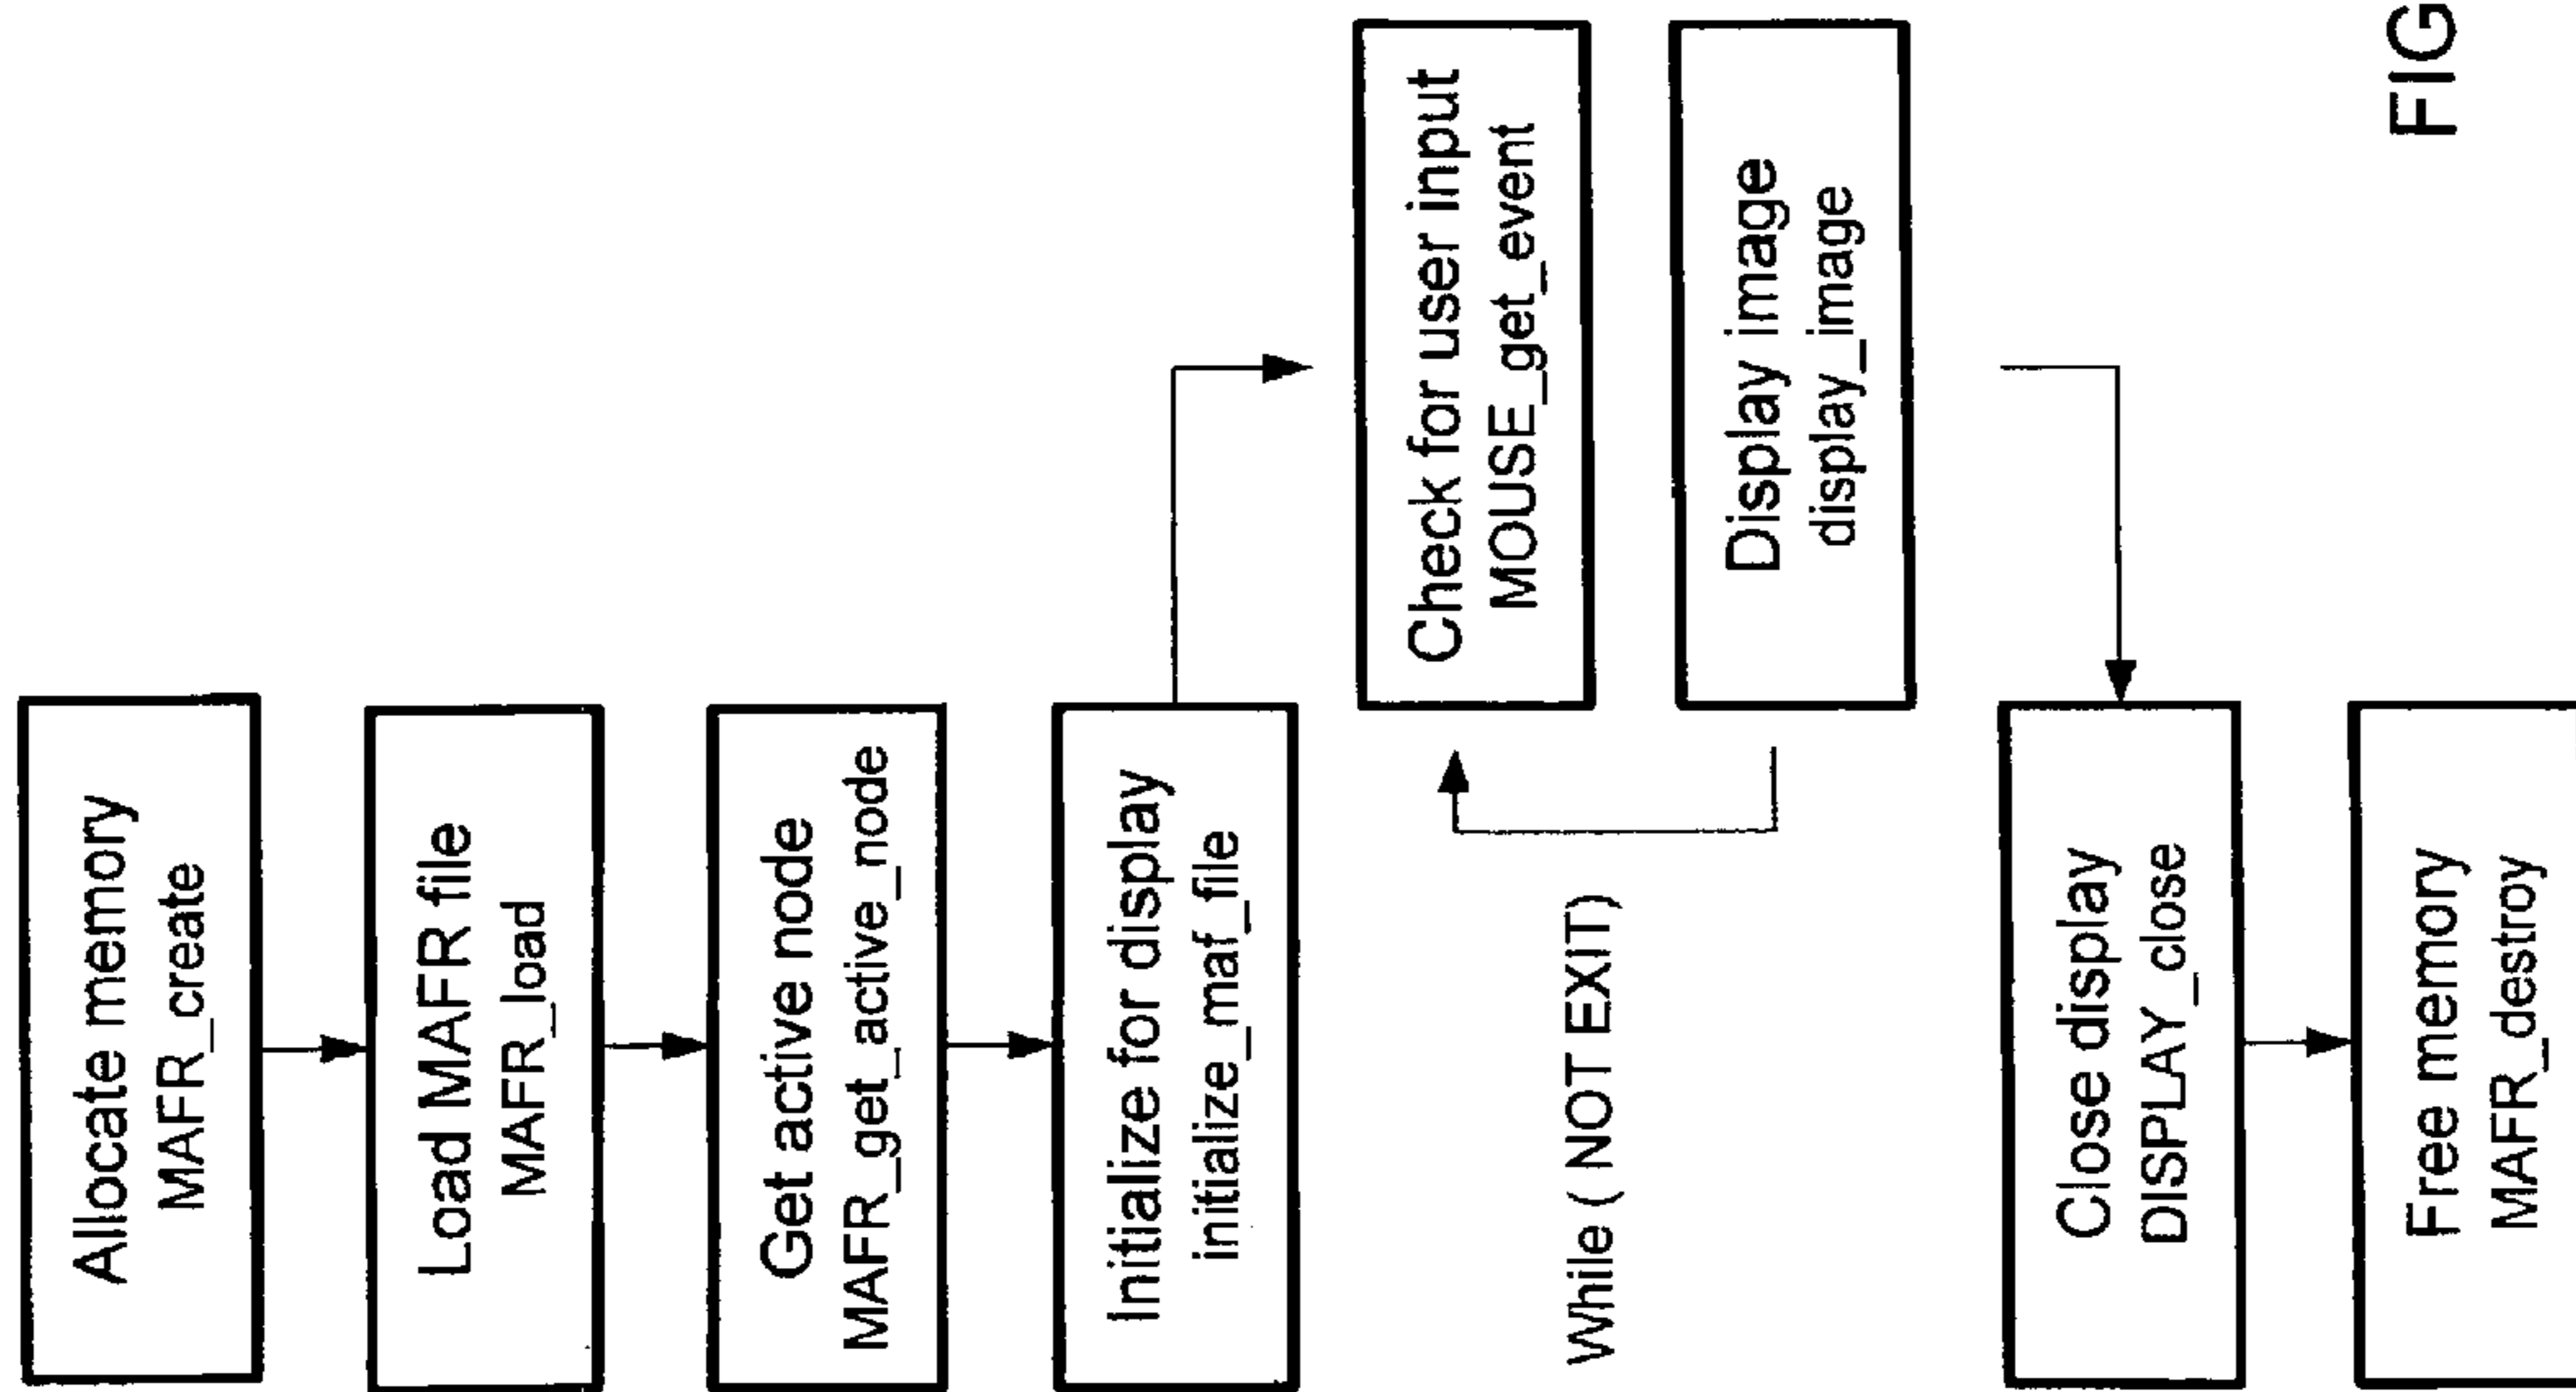 Allocate memory
MAFR_create
Load MAFR file
MAFR_load
Get active node
MAFR_get_active_node
Initialize for display
initialize_maf_file
While ( NOT EXIT)
Check for user input
MOUSE_get_event
Display image
display_image
Close display
DISPLAY_close
Free memory
MAFR_destroy
FIG